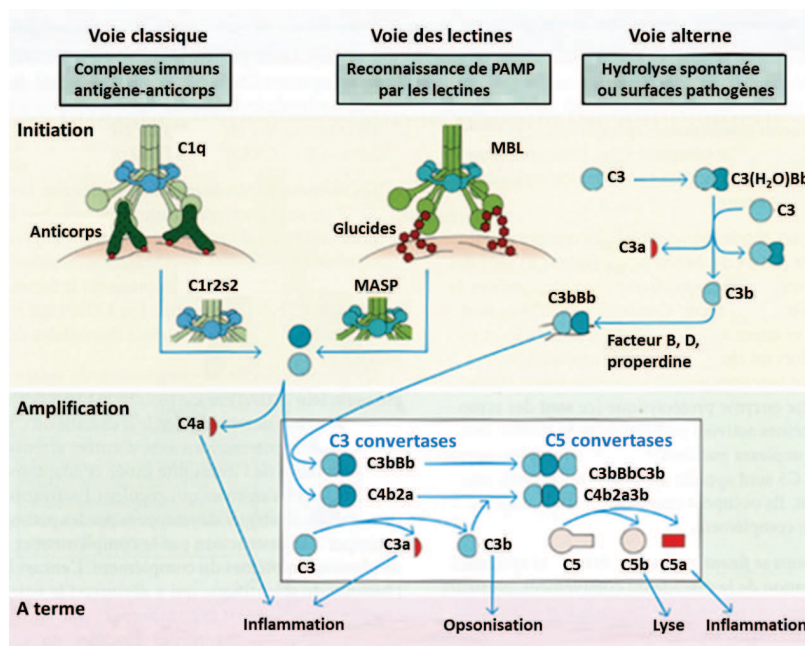 Voie classique
Voie des lectines
Voie alterne
Complexes immuns
antigène-anticorps
Reconnaissance de PAMP
par les lectines
Hydrolyse spontanée
ou surfaces pathogènes
Initiation
C1q
MBL
C3
C3(H₂O)Bb
C3
Anticorps
Glucides
C3a
C3b
C1r2s2
MASP
C3bBb
Facteur B, D,
properdine
Amplification
C4a
C3 convertases
C5 convertases
C3bBb
C3bBbC3b
C4b2a
C4b2a3b
C3
C3a
C3b
C5
C5b
C5a
A terme
Inflammation
Opsonisation
Lyse
Inflammation